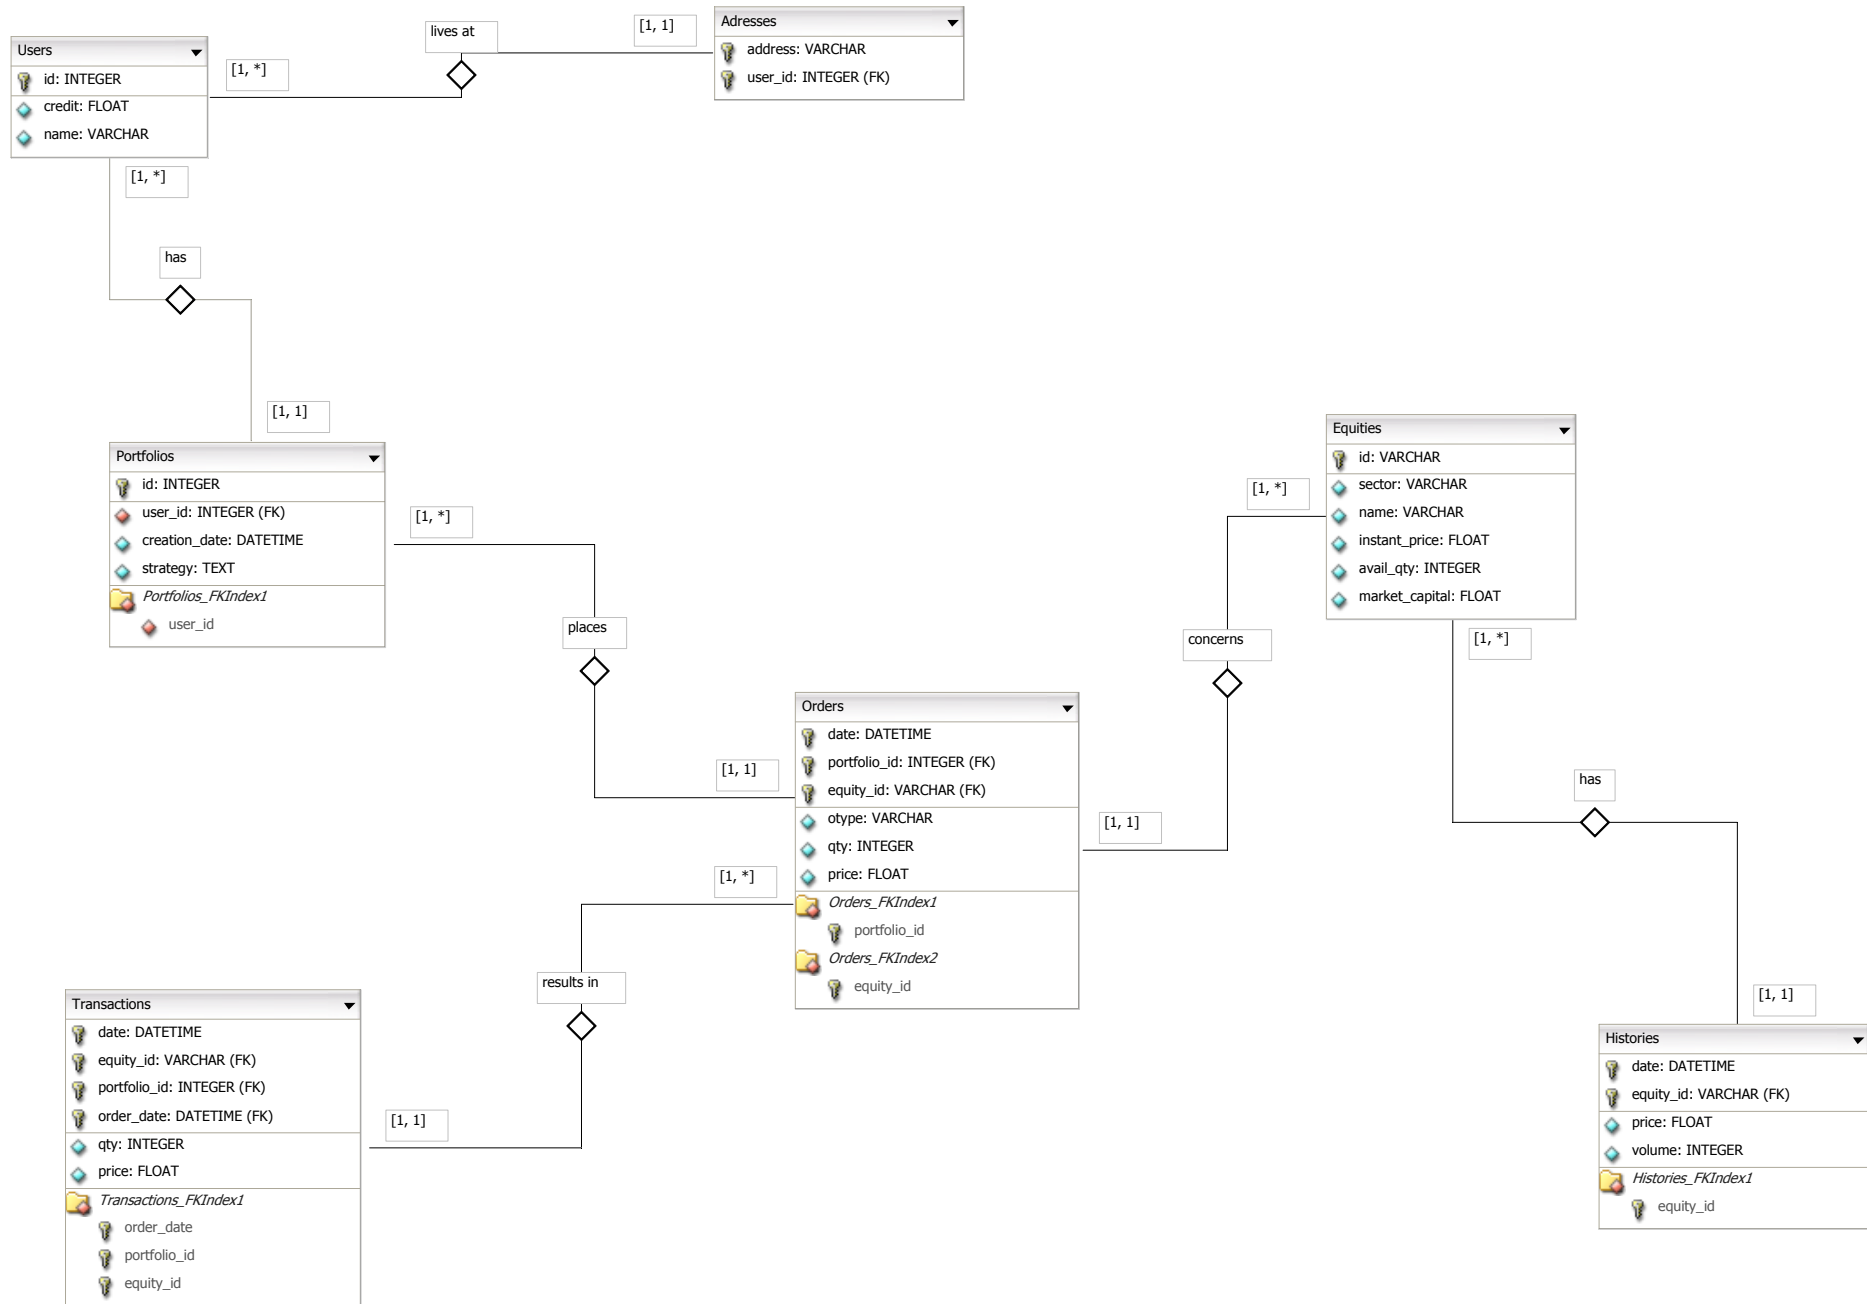 Users
id: INTEGER
credit: FLOAT
name: VARCHAR
[1, *]
lives at
[1, 1]
Adresses
address: VARCHAR
user_id: INTEGER (FK)
[1, *]
has
[1, 1]
Portfolios
id: INTEGER
user_id: INTEGER (FK)
creation_date: DATETIME
strategy: TEXT
Portfolios_FKIndex1
user_id
[1, *]
places
[1, 1]
Orders
date: DATETIME
portfolio_id: INTEGER (FK)
equity_id: VARCHAR (FK)
otype: VARCHAR
qty: INTEGER
price: FLOAT
Orders_FKIndex1
portfolio_id
Orders_FKIndex2
equity_id
[1, 1]
concerns
[1, *]
Equities
id: VARCHAR
sector: VARCHAR
name: VARCHAR
instant_price: FLOAT
avail_qty: INTEGER
market_capital: FLOAT
[1, *]
has
[1, 1]
Histories
date: DATETIME
equity_id: VARCHAR (FK)
price: FLOAT
volume: INTEGER
Histories_FKIndex1
equity_id
[1, *]
results in
[1, 1]
Transactions
date: DATETIME
equity_id: VARCHAR (FK)
portfolio_id: INTEGER (FK)
order_date: DATETIME (FK)
qty: INTEGER
price: FLOAT
Transactions_FKIndex1
order_date
portfolio_id
equity_id